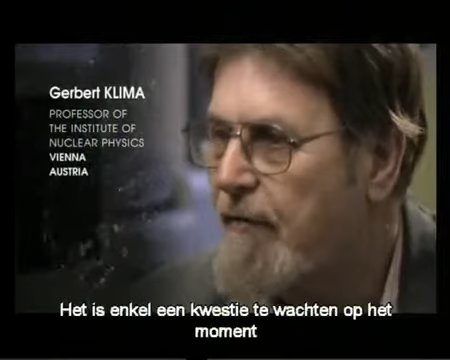 Gerbert KLIMA
PROFESSOR OF
THE INSTITUTE OF
NUCLEAR PHYSICS
VIENNA
AUSTRIA
Het is enkel een kwestie te wachten op het
moment